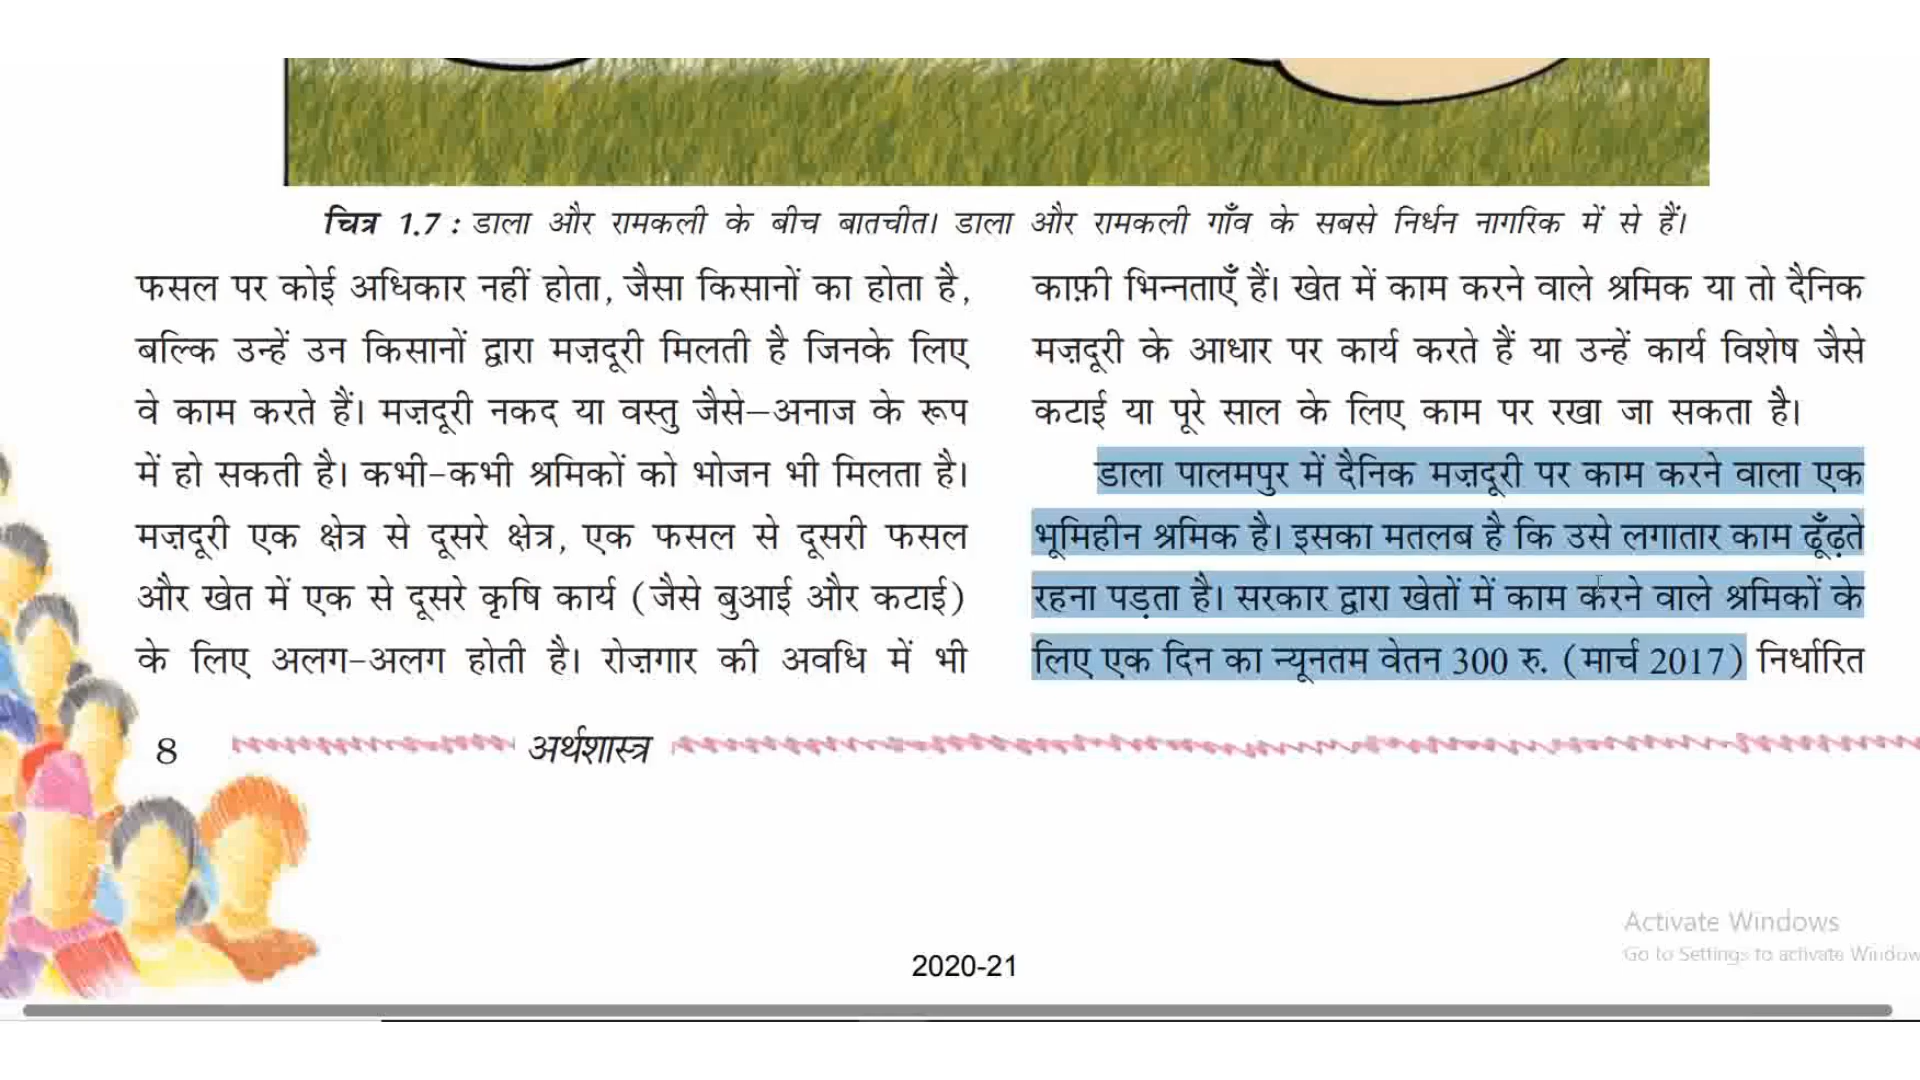 चित्र 1.7 : डाला और रामकली के बीच बातचीत। डाला और रामकली गाँव के सबसे निर्धन नागरिक में से हैं।
फसल पर कोई अधिकार नहीं होता, जैसा किसानों का होता है,
बल्कि उन्हें उन किसानों द्वारा मज़दूरी मिलती है जिनके लिए
वे काम करते हैं। मज़दूरी नकद या वस्तु जैसे–अनाज के रूप
में हो सकती है। कभी-कभी श्रमिकों को भोजन भी मिलता है।
मज़दूरी एक क्षेत्र से दूसरे क्षेत्र, एक फसल से दूसरी फसल
और खेत में एक से दूसरे कृषि कार्य (जैसे बुआई और कटाई)
के लिए अलग-अलग होती है। रोज़गार की अवधि में भी
काफ़ी भिन्नताएँ हैं। खेत में काम करने वाले श्रमिक या तो दैनिक
मज़दूरी के आधार पर कार्य करते हैं या उन्हें कार्य विशेष जैसे
कटाई या पूरे साल के लिए काम पर रखा जा सकता है।
डाला पालमपुर में दैनिक मज़दूरी पर काम करने वाला एक
भूमिहीन श्रमिक है। इसका मतलब है कि उसे लगातार काम ढूँढ़ते
रहना पड़ता है। सरकार द्वारा खेतों में काम करने वाले श्रमिकों के
लिए एक दिन का न्यूनतम वेतन 300 रु. (मार्च 2017) निर्धारित
8 अर्थशास्त्र
Activate Windows
Go to Settings to activate Window
2020-21